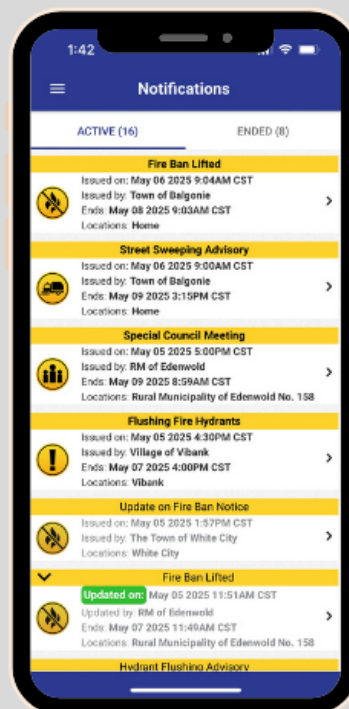 1:42
Notifications
ACTIVE (16)
ENDED (8)
Fire Ban Lifted
Issued on: May 06 2025 9:04AM CST
Issued by: Town of Balgonie
Ends: May 08 2025 9:03AM CST
Locations: Home
Street Sweeping Advisory
Issued on: May 06 2025 9:00AM CST
Issued by: Town of Balgonie
Ends: May 09 2025 3:15PM CST
Locations: Home
Special Council Meeting
Issued on: May 05 2025 5:00PM CST
Issued by: RM of Edenwold
Ends: May 09 2025 8:59AM CST
Locations: Rural Municipality of Edenwold No. 158
Flushing Fire Hydrants
Issued on: May 05 2025 4:30PM CST
Issued by: Village of Vibank
Ends: May 07 2025 4:00PM CST
Locations: Vibank
Update on Fire Ban Notice
Issued on: May 05 2025 1:57PM CST
Issued by: The Town of White City
Locations: White City
Fire Ban Lifted
Updated on: May 05 2025 11:51AM CST
Updated by: RM of Edenwold
Ends: May 07 2025 11:49AM CST
Locations: Rural Municipality of Edenwold No. 158
Hydrant Flushing Advisory